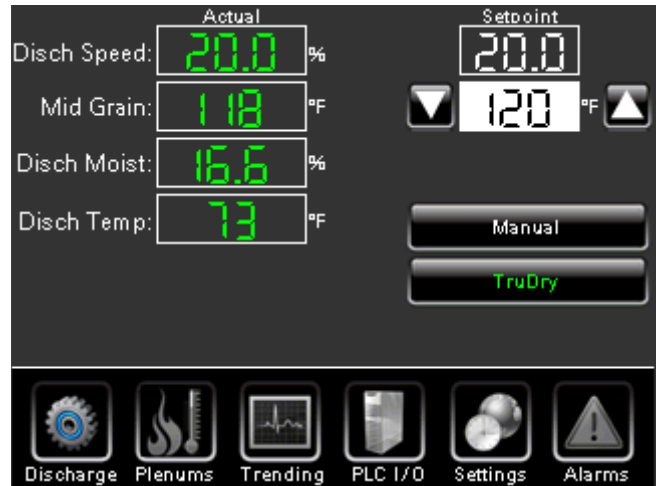 Actual Setpoint
Disch Speed: 20.0 % 20.0
Mid Grain: 118 °F 120 °F
Disch Moist: 16.6 %
Disch Temp: 73 °F
Manual
TruDry
Discharge Plenums Trending PLC I/O Settings Alarms